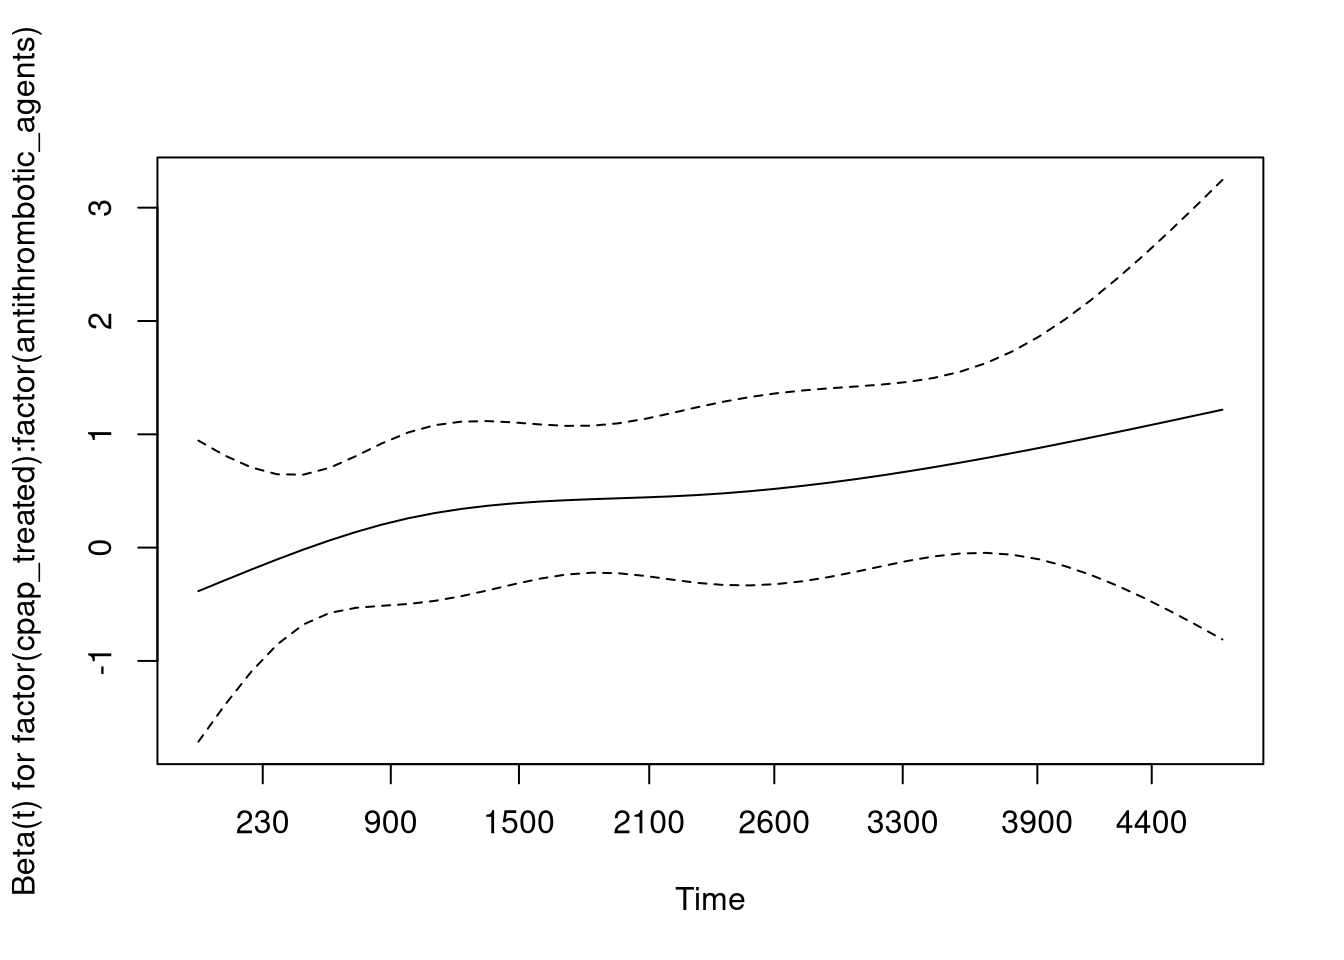 Beta(t) for factor(cpap_treated):factor(antithrombotic_agents)
3
2
1
0
-1
230 900 1500 2100 2600 3300 3900 4400
Time